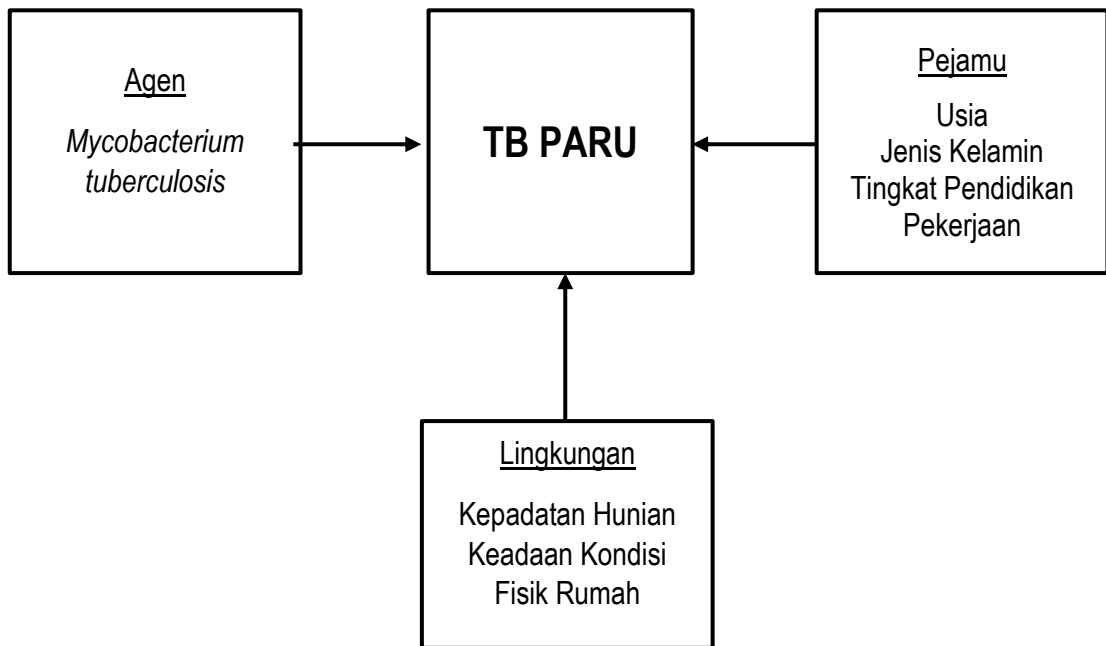 Agen
Mycobacterium
tuberculosis
TB PARU
Pejamu
Usia
Jenis Kelamin
Tingkat Pendidikan
Pekerjaan
Lingkungan
Kepadatan Hunian
Keadaan Kondisi
Fisik Rumah